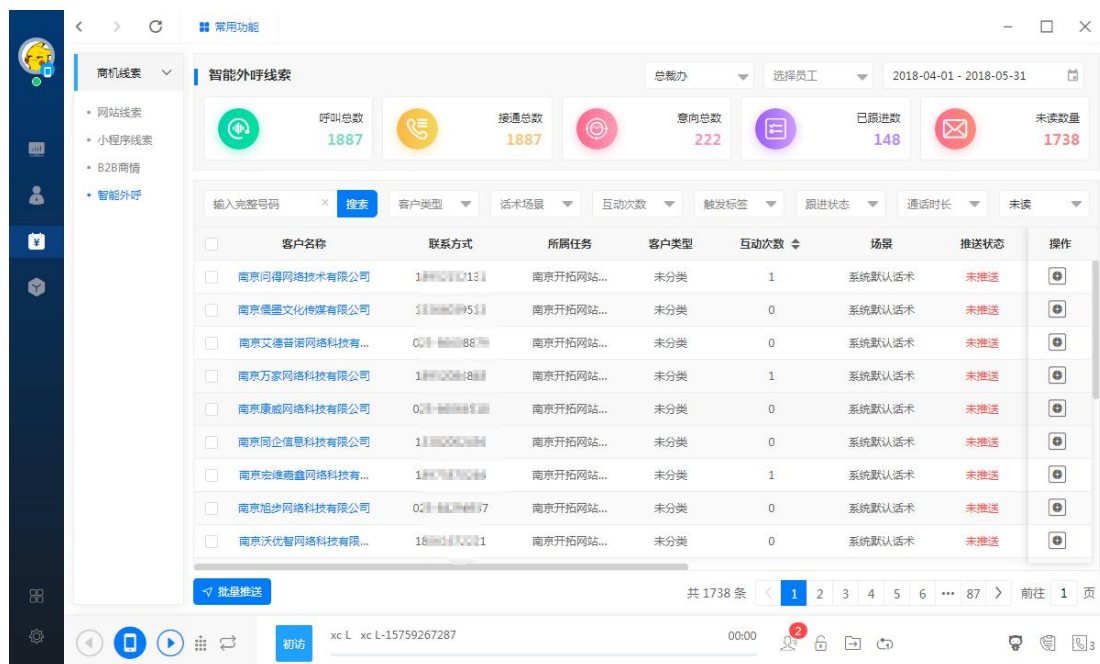 常用功能
商机线索
网站线索
小程序线索
B2B商情
智能外呼
智能外呼线索
总裁办 选择员工 2018-04-01 - 2018-05-31
呼叫总数 1887
接通总数 1887
意向总数 222
已跟进数 148
未读数量 1738
输入完整号码 × 搜索 客户类型 话术场景 互动次数 触发标签 跟进状态 通话时长 未读
客户名称 联系方式 所属任务 客户类型 互动次数 场景 推送状态 操作
南京问得网络技术有限公司 南京开拓网站... 未分类 1 系统默认话术 未推送
南京儒墨文化传媒有限公司 南京开拓网站... 未分类 0 系统默认话术 未推送
南京艾德普诺网络科技有... 南京开拓网站... 未分类 0 系统默认话术 未推送
南京万家网络科技有限公司 南京开拓网站... 未分类 1 系统默认话术 未推送
南京康威网络科技有限公司 南京开拓网站... 未分类 0 系统默认话术 未推送
南京同企信息科技有限公司 南京开拓网站... 未分类 0 系统默认话术 未推送
南京宏维嘉鑫网络科技有... 南京开拓网站... 未分类 1 系统默认话术 未推送
南京旭步网络科技有限公司 南京开拓网站... 未分类 0 系统默认话术 未推送
南京沃优智网络科技有限... 南京开拓网站... 未分类 0 系统默认话术 未推送
批量推送 共 1738 条 1 2 3 4 5 6 ... 87 前往 1 页
初访 xc L xc L-15759267287 00:00 2 3